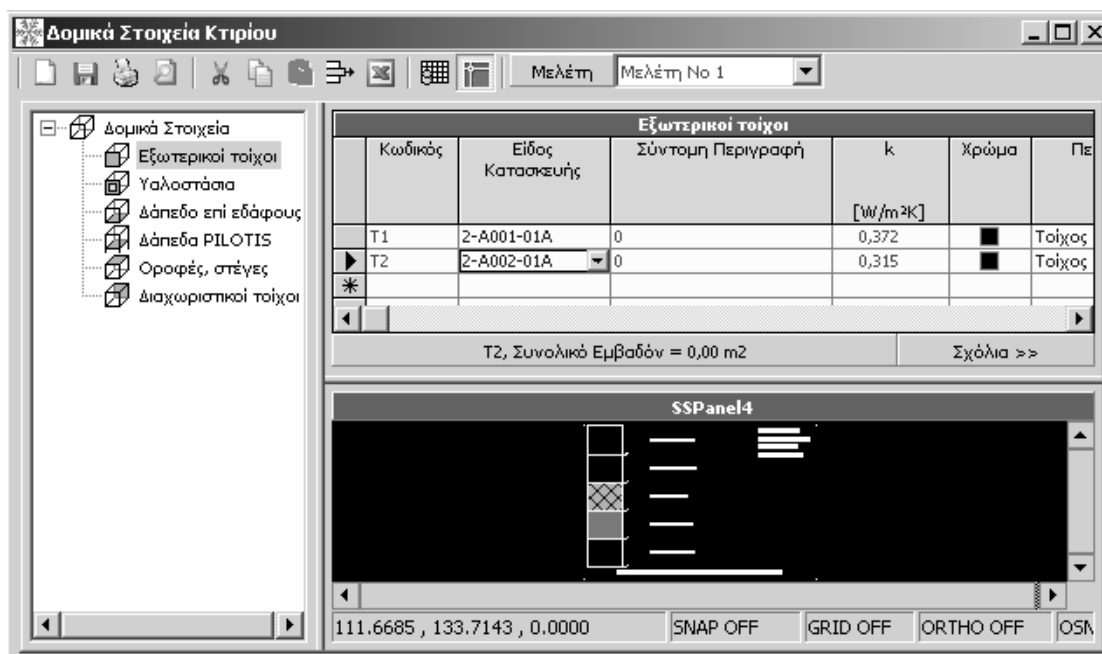 Δομικά Στοιχεία Κτιρίου
Μελέτη Μελέτη No 1
Δομικά Στοιχεία
Εξωτερικοί τοίχοι
Υαλοστάσια
Δάπεδο επί εδάφους
Δάπεδα PILOTIS
Οροφές, στέγες
Διαχωριστικοί τοίχοι
Εξωτερικοί τοίχοι
Κωδικός Είδος Κατασκευής Σύντομη Περιγραφή k [W/m²K] Χρώμα Πε
T1 2-A001-01A 0 0,372 Τοίχος
T2 2-A002-01A 0 0,315 Τοίχος
T2, Συνολικό Εμβαδόν = 0,00 m2 Σχόλια >>
SSPanel4
111.6685 , 133.7143 , 0.0000 SNAP OFF GRID OFF ORTHO OFF OSN